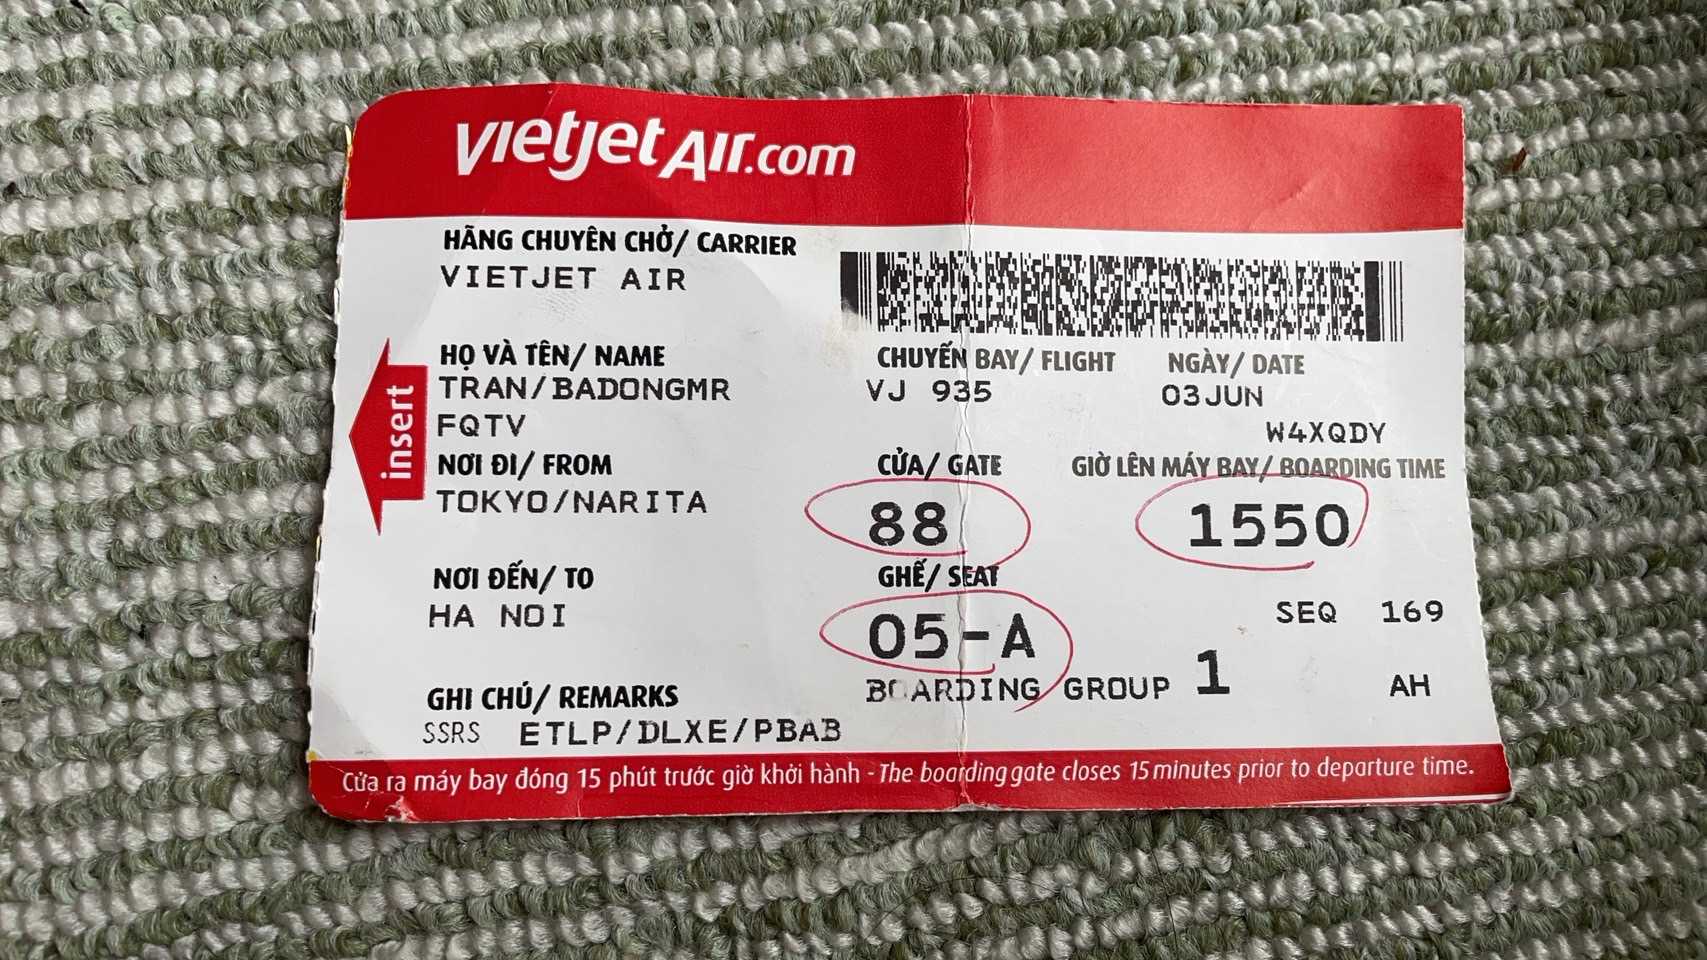 vietjetAir.com
HÃNG CHUYÊN CHỞ/ CARRIER
VIETJET AIR
HỌ VÀ TÊN/ NAME
TRAN/BADONGMR
FQTV
insert
NƠI ĐI/ FROM
TOKYO/NARITA
NƠI ĐẾN/ TO
HA NOI
GHI CHÚ/ REMARKS
SSRS ETLP/DLXE/PBAB
CHUYẾN BAY/ FLIGHT NGÀY/ DATE
VJ 935 03JUN
W4XQDY
CỬA/ GATE GIỜ LÊN MÁY BAY/ BOARDING TIME
88 1550
GHẾ/ SEAT
05-A SEQ 169
BOARDING GROUP 1 AH
Cửa ra máy bay đóng 15 phút trước giờ khởi hành - The boarding gate closes 15 minutes prior to departure time.